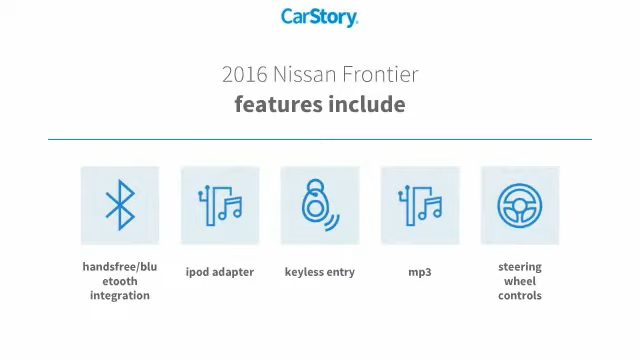 CarStory.
2016 Nissan Frontier
features include
handsfree/blu
etooth
integration
ipod adapter
keyless entry
mp3
steering
wheel
controls